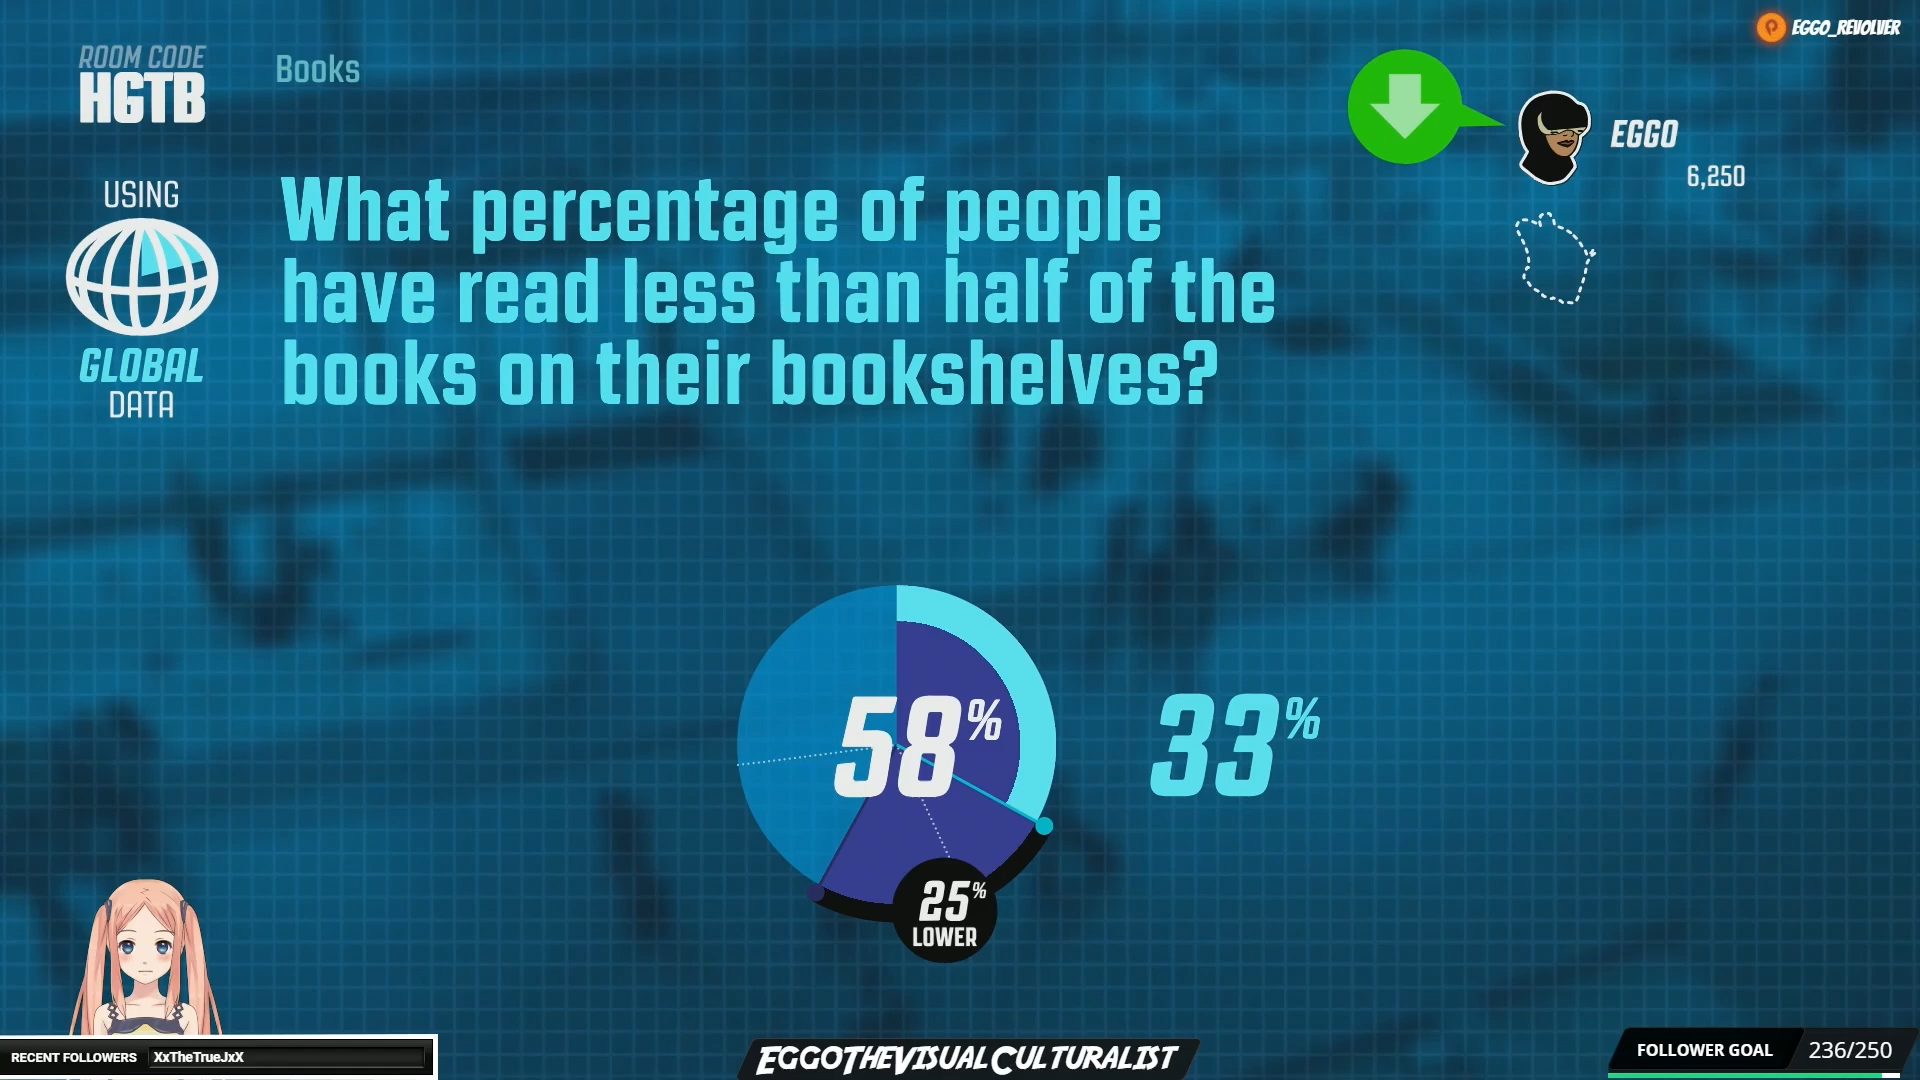 EGGO_REVOLVER
ROOM CODE
HGTB
Books
EGGO
6,250
USING
GLOBAL
DATA
What percentage of people
have read less than half of the
books on their bookshelves?
58%
33%
25%
LOWER
RECENT FOLLOWERS XxTheTrueJxX
EGGOTHEVISUALCULTURALIST
FOLLOWER GOAL 236/250